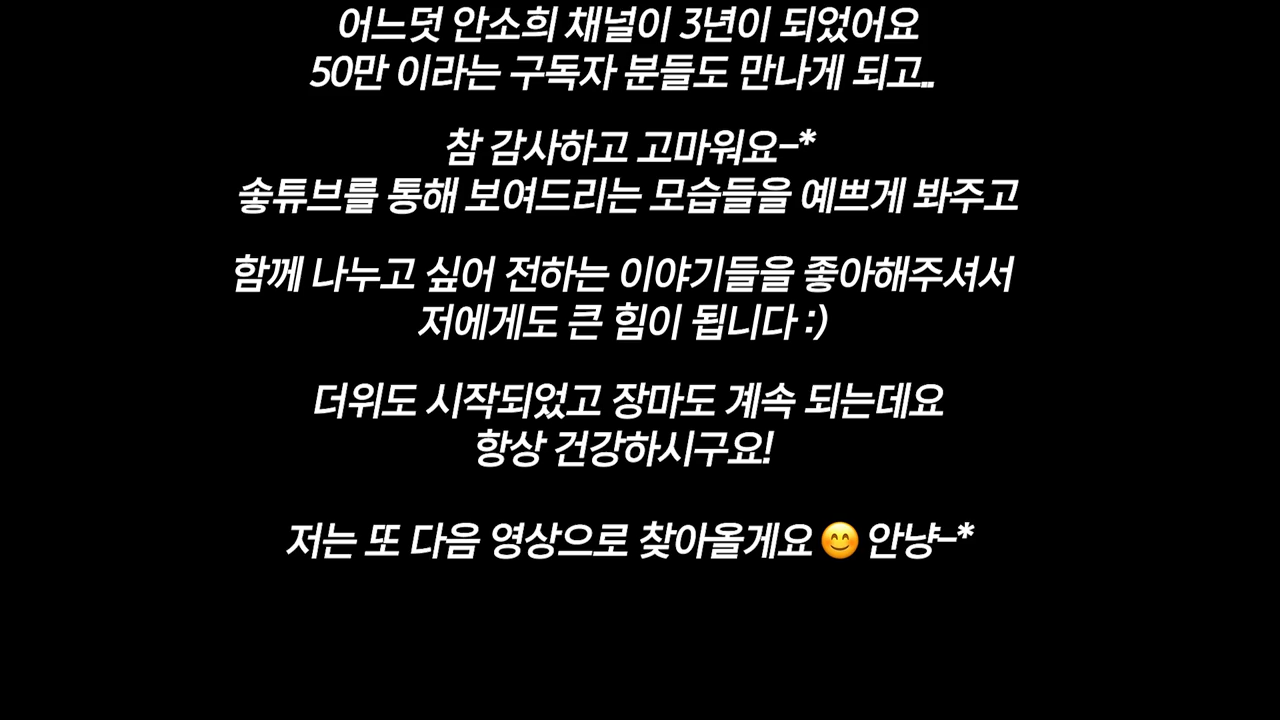 어느덧 안소희 채널이 3년이 되었어요
50만 이라는 구독자 분들도 만나게 되고..
참 감사하고 고마워요-*
송튜브를 통해 보여드리는 모습들을 예쁘게 봐주고
함께 나누고 싶어 전하는 이야기들을 좋아해주셔서
저에게도 큰 힘이 됩니다 :)
더위도 시작되었고 장마도 계속 되는데요
항상 건강하시구요!
저는 또 다음 영상으로 찾아올게요 😊 안냥-*